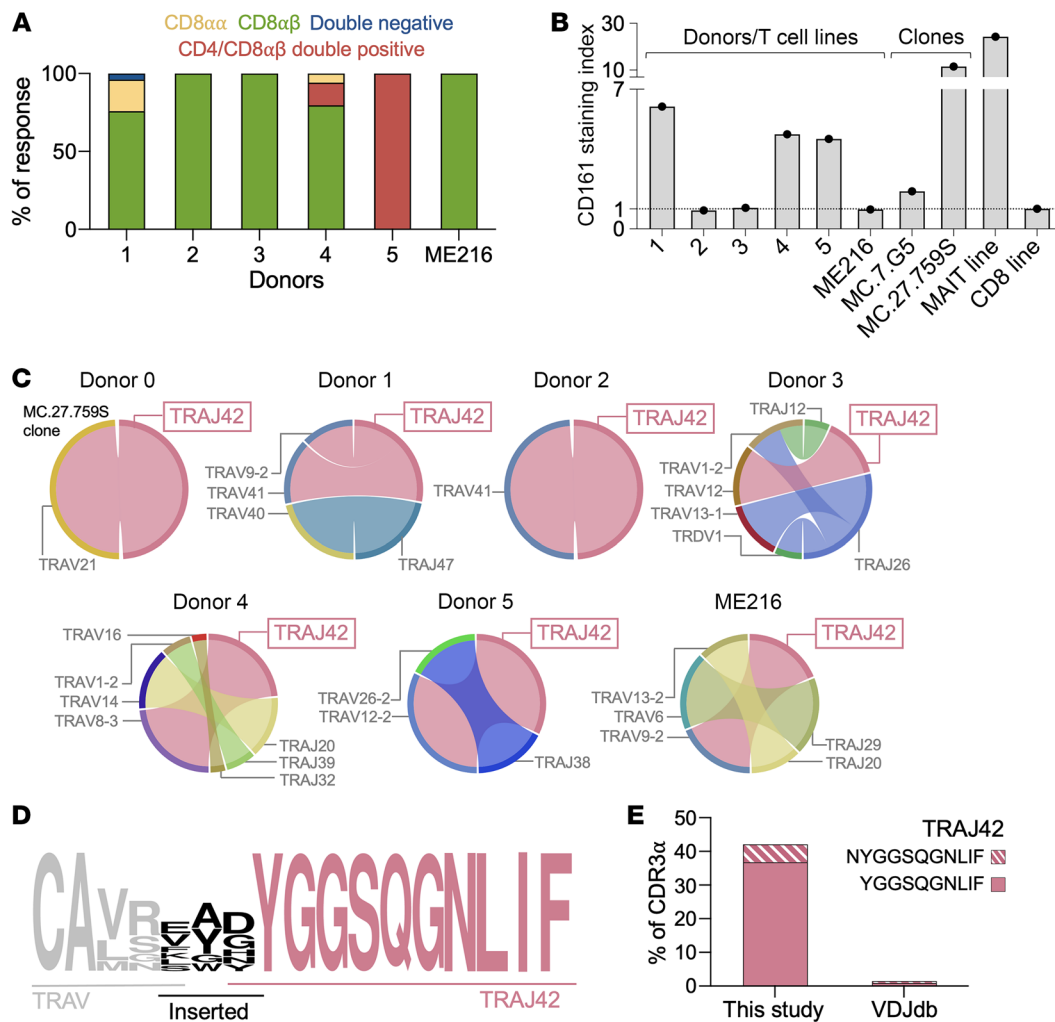 A
CD8αα CD8αβ Double negative
CD4/CD8αβ double positive
% of response
100
50
0
1 2 3 4 5 ME216
Donors
B
CD161 staining index
30
10
7
1
0
Donors/T cell lines Clones
1 2 3 4 5 ME216 MC.7.G5 MC.27.759S MAIT line CD8 line
C
Donor 0
MC.27.759S
clone
TRAJ42
TRAV21
Donor 1
TRAJ42
TRAV9-2
TRAV41
TRAV40
TRAJ47
Donor 2
TRAJ42
TRAV41
Donor 3
TRAJ12
TRAJ42
TRAV1-2
TRAV12
TRAV13-1
TRDV1
TRAJ26
Donor 4
TRAV16
TRAJ42
TRAV1-2
TRAV14
TRAV8-3
TRAJ20
TRAJ39
TRAJ32
Donor 5
TRAJ42
TRAV26-2
TRAV12-2
TRAJ38
ME216
TRAJ42
TRAV13-2
TRAV6
TRAV9-2
TRAJ29
TRAJ20
D
CAVREADYGGSQGNLIF
LSVYG
TRAV
Inserted
TRAJ42
E
% of CDR3α
50
40
30
20
10
0
TRAJ42
NYGGSQGNLIF
YGGSQGNLIF
This study VDJdb